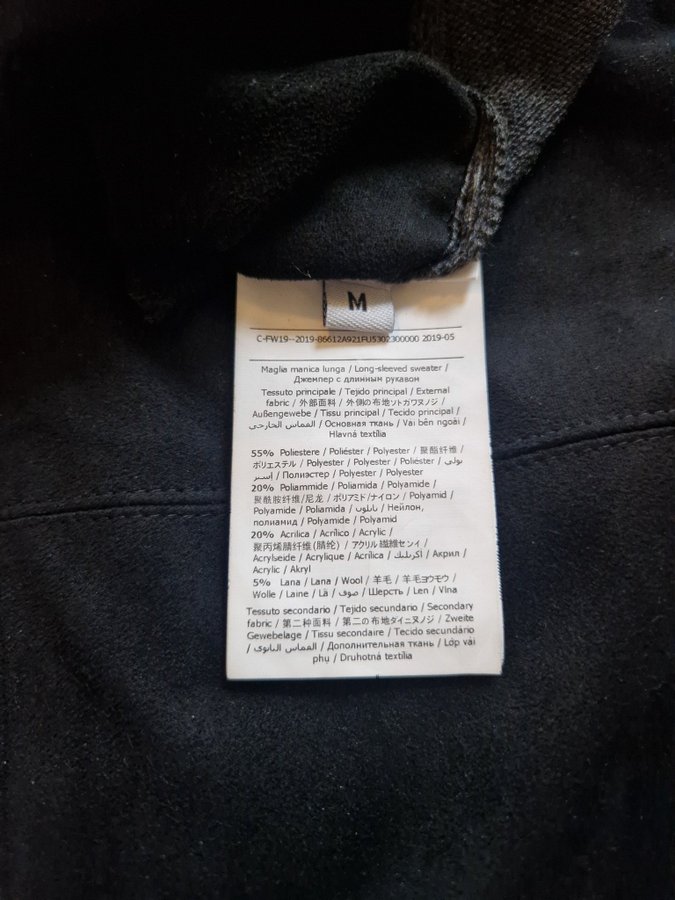 M
C-FW19--2019-86612A921FU5302300000 2019-05
Maglia manica lunga / Long-sleeved sweater /
Джемпер с длинным рукавом
Tessuto principale / Tejido principal / External
fabric / 外部面料 / 外側の布地ソトガワヌノジ /
Außengewebe / Tissu principal / Tecido principal /
القماس الخارجى / Основная ткань / Vai bên ngoài /
Hlavná textília
55% Poliestere / Poliéster / Polyester / 聚酯纤维 /
ポリエステル / Polyester / Polyester / Poliéster / بولى
إستر / Полиэстер / Polyester / Polyester
20% Poliammide / Poliamida / Polyamide /
聚酰胺纤维/尼龙 / ポリアミド/ナイロン / Polyamid /
Polyamide / Poliamida / نايلون / Нейлон,
полиамид / Polyamide / Polyamid
20% Acrilica / Acrílico / Acrylic /
聚丙烯腈纤维(腈纶) / アクリル繊維センイ /
Acrylseide / Acrylique / Acrílica / اكريليك / Акрил /
Acrylic / Akryl
5% Lana / Lana / Wool / 羊毛 / 羊毛ヨウモウ /
Wolle / Laine / Lã / صوف / Шерсть / Len / Vlna
Tessuto secondario / Tejido secundario / Secondary
fabric / 第二种面料 / 第二の布地ダイニヌノジ / Zweite
Gewebelage / Tissu secondaire / Tecido secundário
/ القماس الثانوى / Дополнительная ткань / Lớp vải
phụ / Druhotná textília